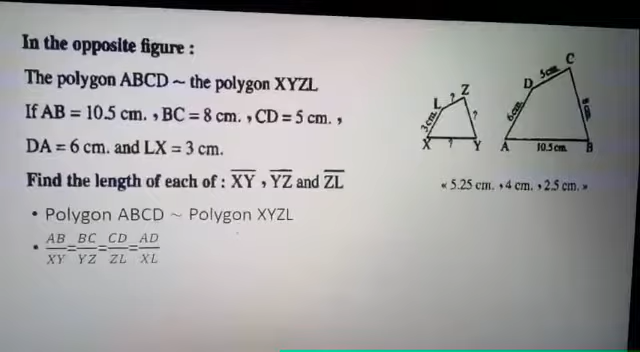 In the opposite figure :
The polygon ABCD ~ the polygon XYZL
If AB = 10.5 cm. , BC = 8 cm. , CD = 5 cm. ,
DA = 6 cm. and LX = 3 cm.
Find the length of each of : XY , YZ and ZL
C
D
5cm.
6cm.
8cm.
A
10.5cm.
B
Z
L
?
3cm.
?
X
?
Y
« 5.25 cm. , 4 cm. , 2.5 cm. »
• Polygon ABCD ~ Polygon XYZL
• AB/XY = BC/YZ = CD/ZL = AD/XL